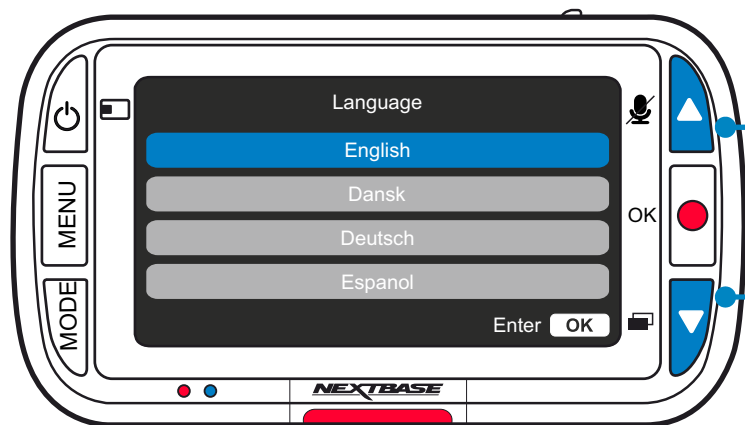 Language
English
Dansk
Deutsch
Espanol
Enter OK
MENU
MODE
OK
NEXTBASE